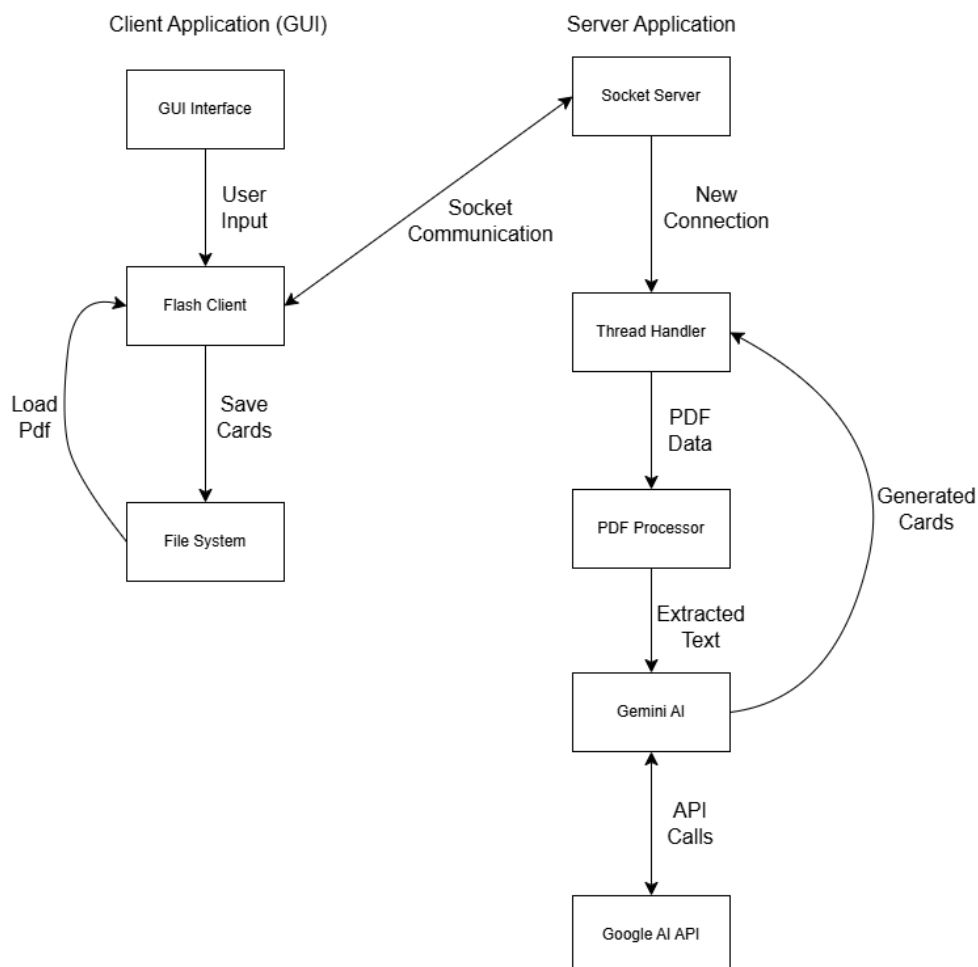 Client Application (GUI)
GUI Interface
User
Input
Flash Client
Load
Pdf
Save
Cards
File System
Socket
Communication
Server Application
Socket Server
New
Connection
Thread Handler
PDF
Data
PDF Processor
Extracted
Text
Gemini AI
Generated
Cards
API
Calls
Google AI API